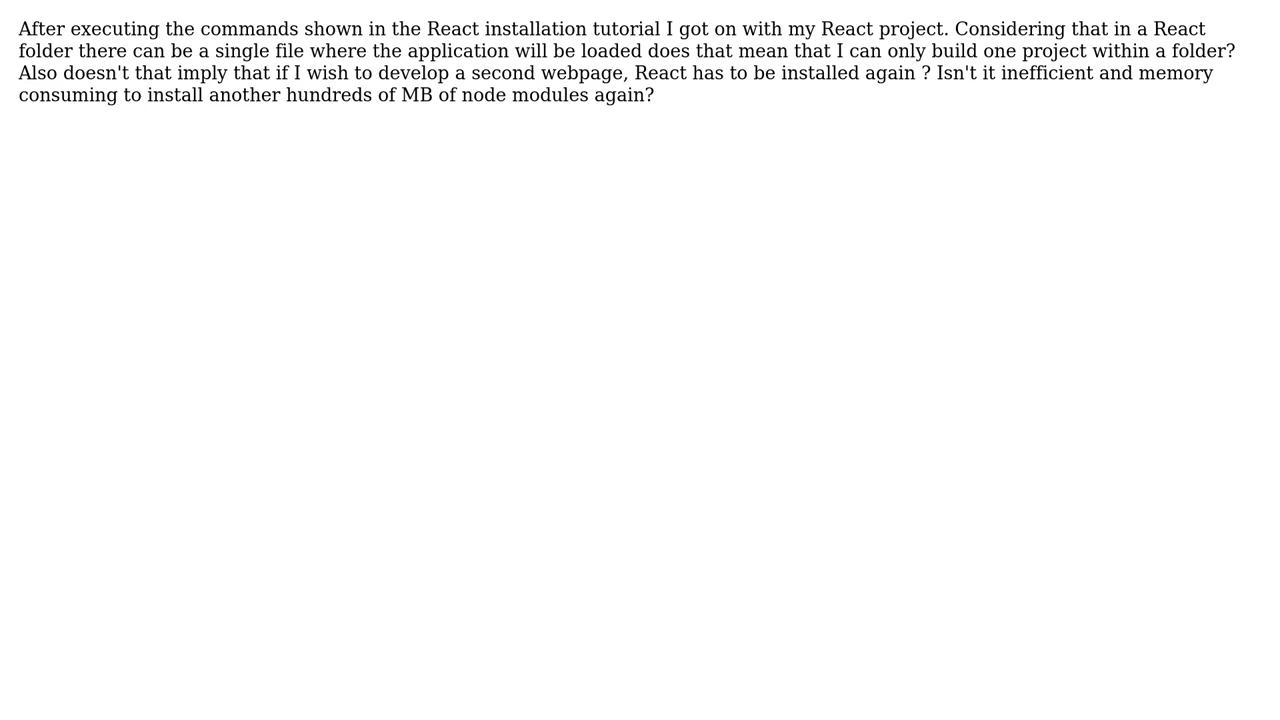 After executing the commands shown in the React installation tutorial I got on with my React project. Considering that in a React
folder there can be a single file where the application will be loaded does that mean that I can only build one project within a folder?
Also doesn't that imply that if I wish to develop a second webpage, React has to be installed again ? Isn't it inefficient and memory
consuming to install another hundreds of MB of node modules again?